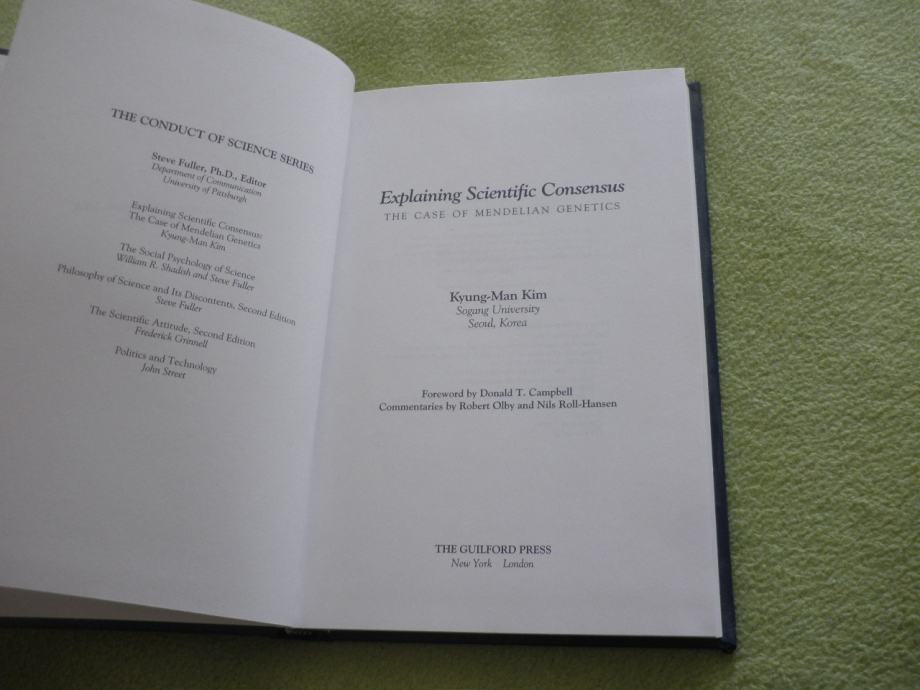 THE CONDUCT OF SCIENCE SERIES
Steve Fuller, Ph.D., Editor
Department of Communication
University of Pittsburgh
Explaining Scientific Consensus:
The Case of Mendelian Genetics
Kyung-Man Kim
The Social Psychology of Science
William R. Shadish and Steve Fuller
Philosophy of Science and Its Discontents, Second Edition
Steve Fuller
The Scientific Attitude, Second Edition
Frederick Grinnell
Politics and Technology
John Street
Explaining Scientific Consensus
THE CASE OF MENDELIAN GENETICS
Kyung-Man Kim
Sogang University
Seoul, Korea
Foreword by Donald T. Campbell
Commentaries by Robert Olby and Nils Roll-Hansen
THE GUILFORD PRESS
New York London